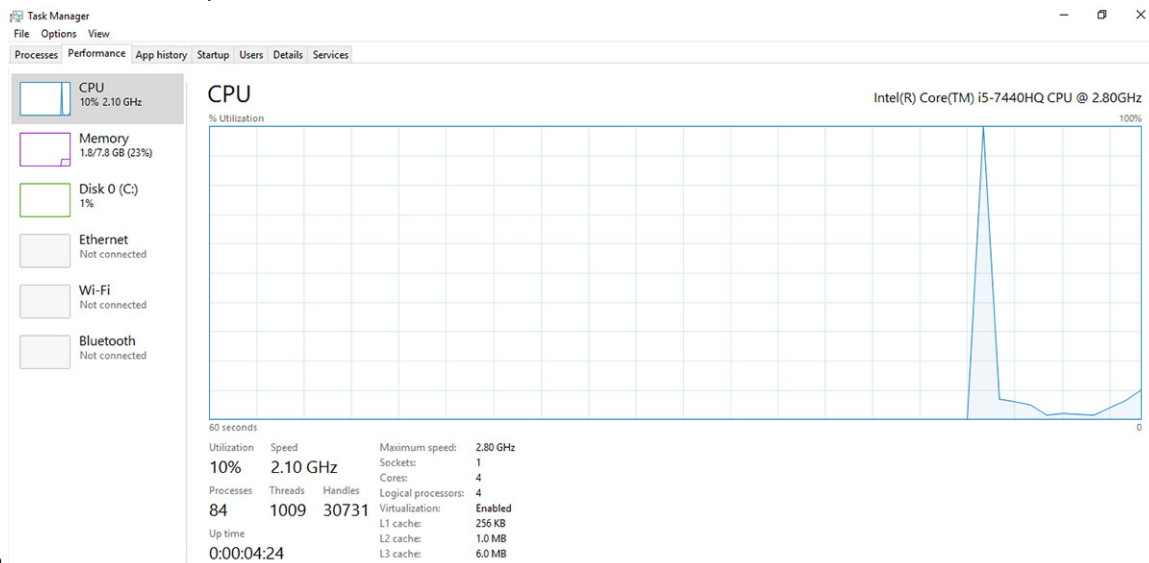 Task Manager
File Options View
Processes Performance App history Startup Users Details Services
CPU
10% 2.10 GHz
Memory
1.8/7.8 GB (23%)
Disk 0 (C:)
1%
Ethernet
Not connected
Wi-Fi
Not connected
Bluetooth
Not connected
CPU Intel(R) Core(TM) i5-7440HQ CPU @ 2.80GHz
% Utilization 100%
60 seconds 0
Utilization Speed
10% 2.10 GHz
Processes Threads Handles
84 1009 30731
Up time
0:00:04:24
Maximum speed: 2.80 GHz
Sockets: 1
Cores: 4
Logical processors: 4
Virtualization: Enabled
L1 cache: 256 KB
L2 cache: 1.0 MB
L3 cache: 6.0 MB